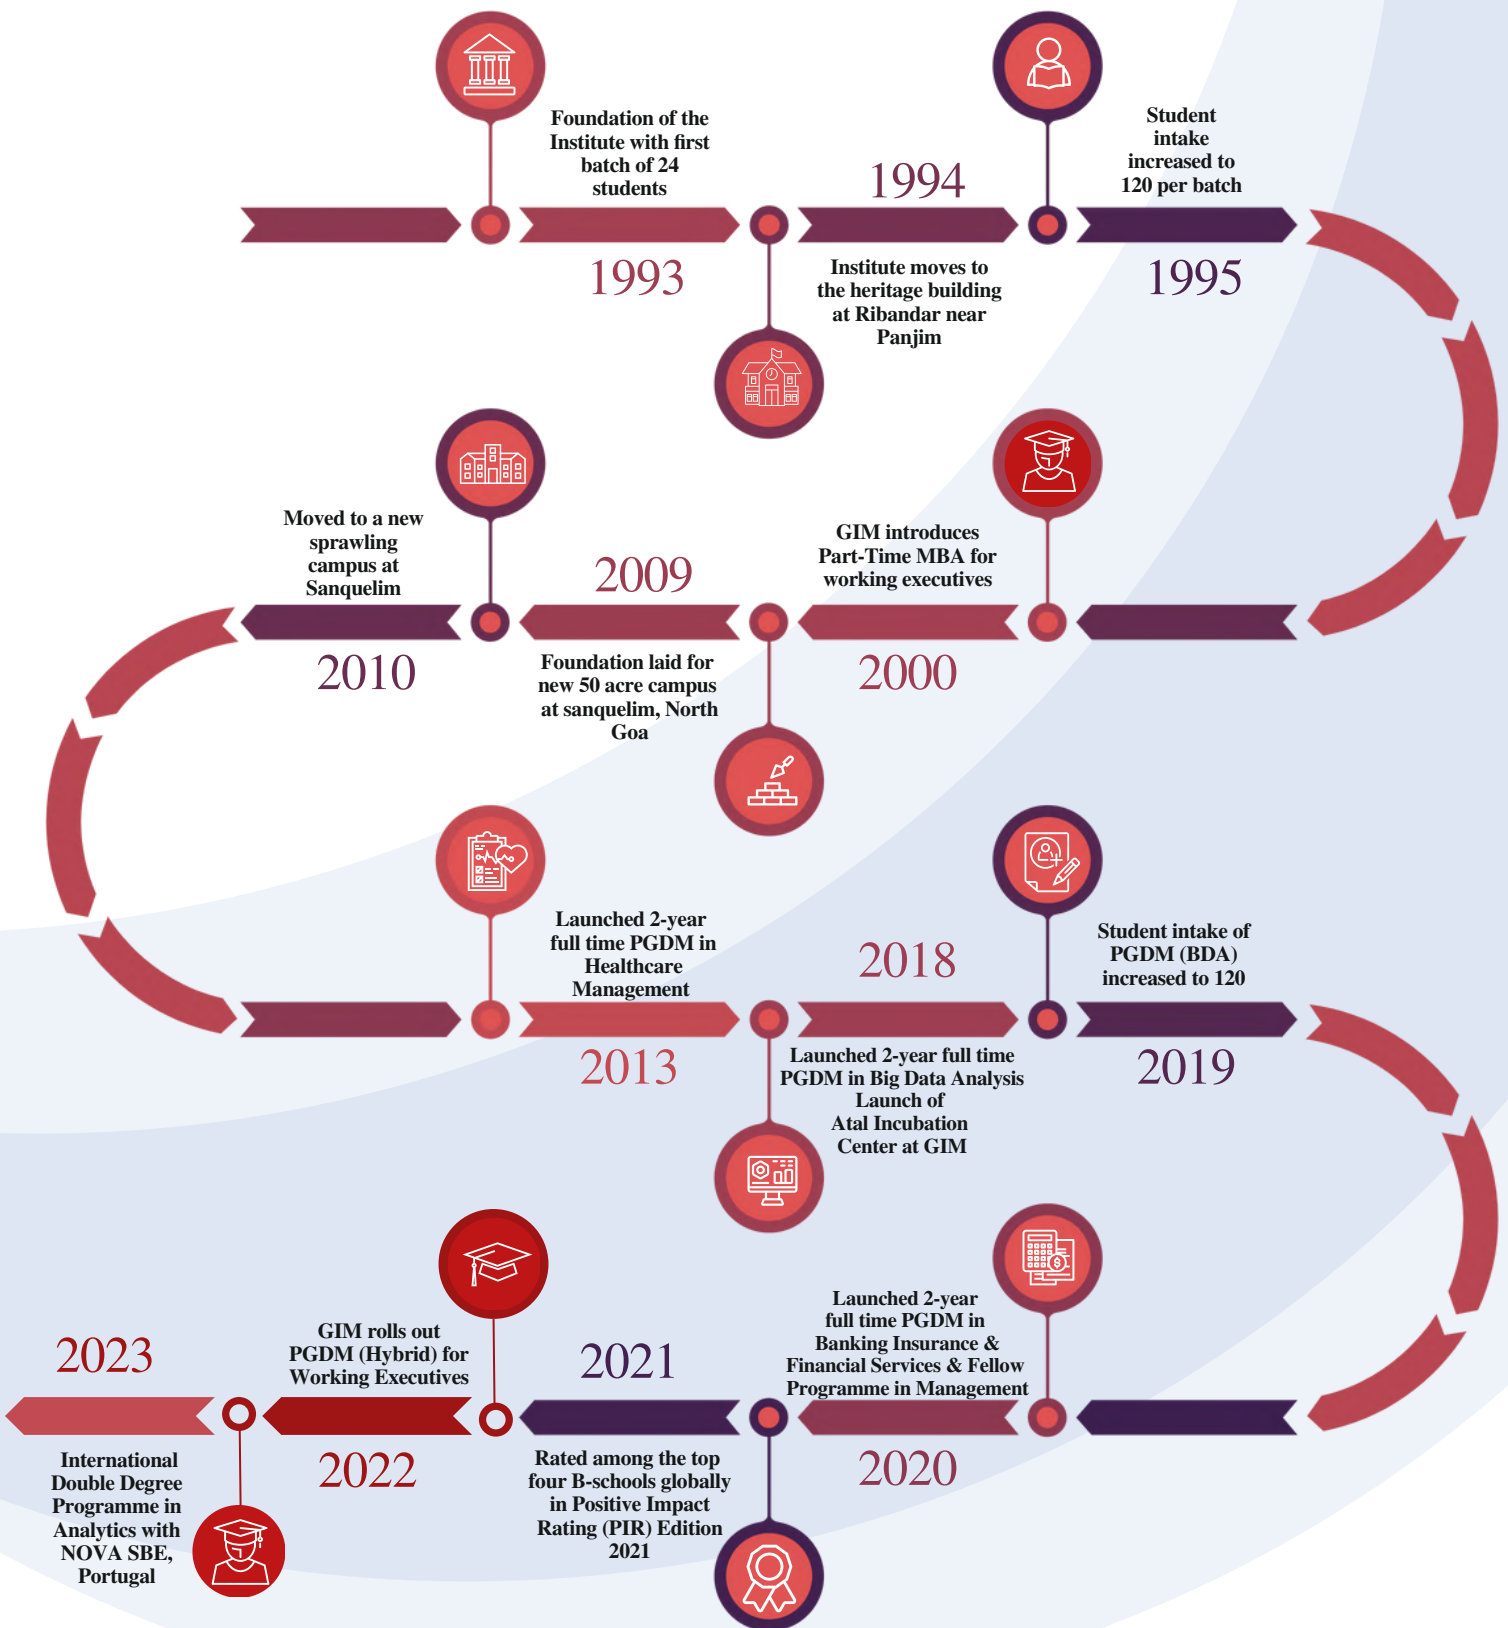 Foundation of the
Institute with first
batch of 24
students
1993
1994
Institute moves to
the heritage building
at Ribandar near
Panjim
Student
intake
increased to
120 per batch
1995
GIM introduces
Part-Time MBA for
working executives
2000
2009
Foundation laid for
new 50 acre campus
at sanquelim, North
Goa
Moved to a new
sprawling
campus at
Sanquelim
2010
Launched 2-year
full time PGDM in
Healthcare
Management
2013
2018
Launched 2-year full time
PGDM in Big Data Analysis
Launch of
Atal Incubation
Center at GIM
Student intake of
PGDM (BDA)
increased to 120
2019
Launched 2-year
full time PGDM in
Banking Insurance &
Financial Services & Fellow
Programme in Management
2020
2021
Rated among the top
four B-schools globally
in Positive Impact
Rating (PIR) Edition
2021
GIM rolls out
PGDM (Hybrid) for
Working Executives
2022
2023
International
Double Degree
Programme in
Analytics with
NOVA SBE,
Portugal